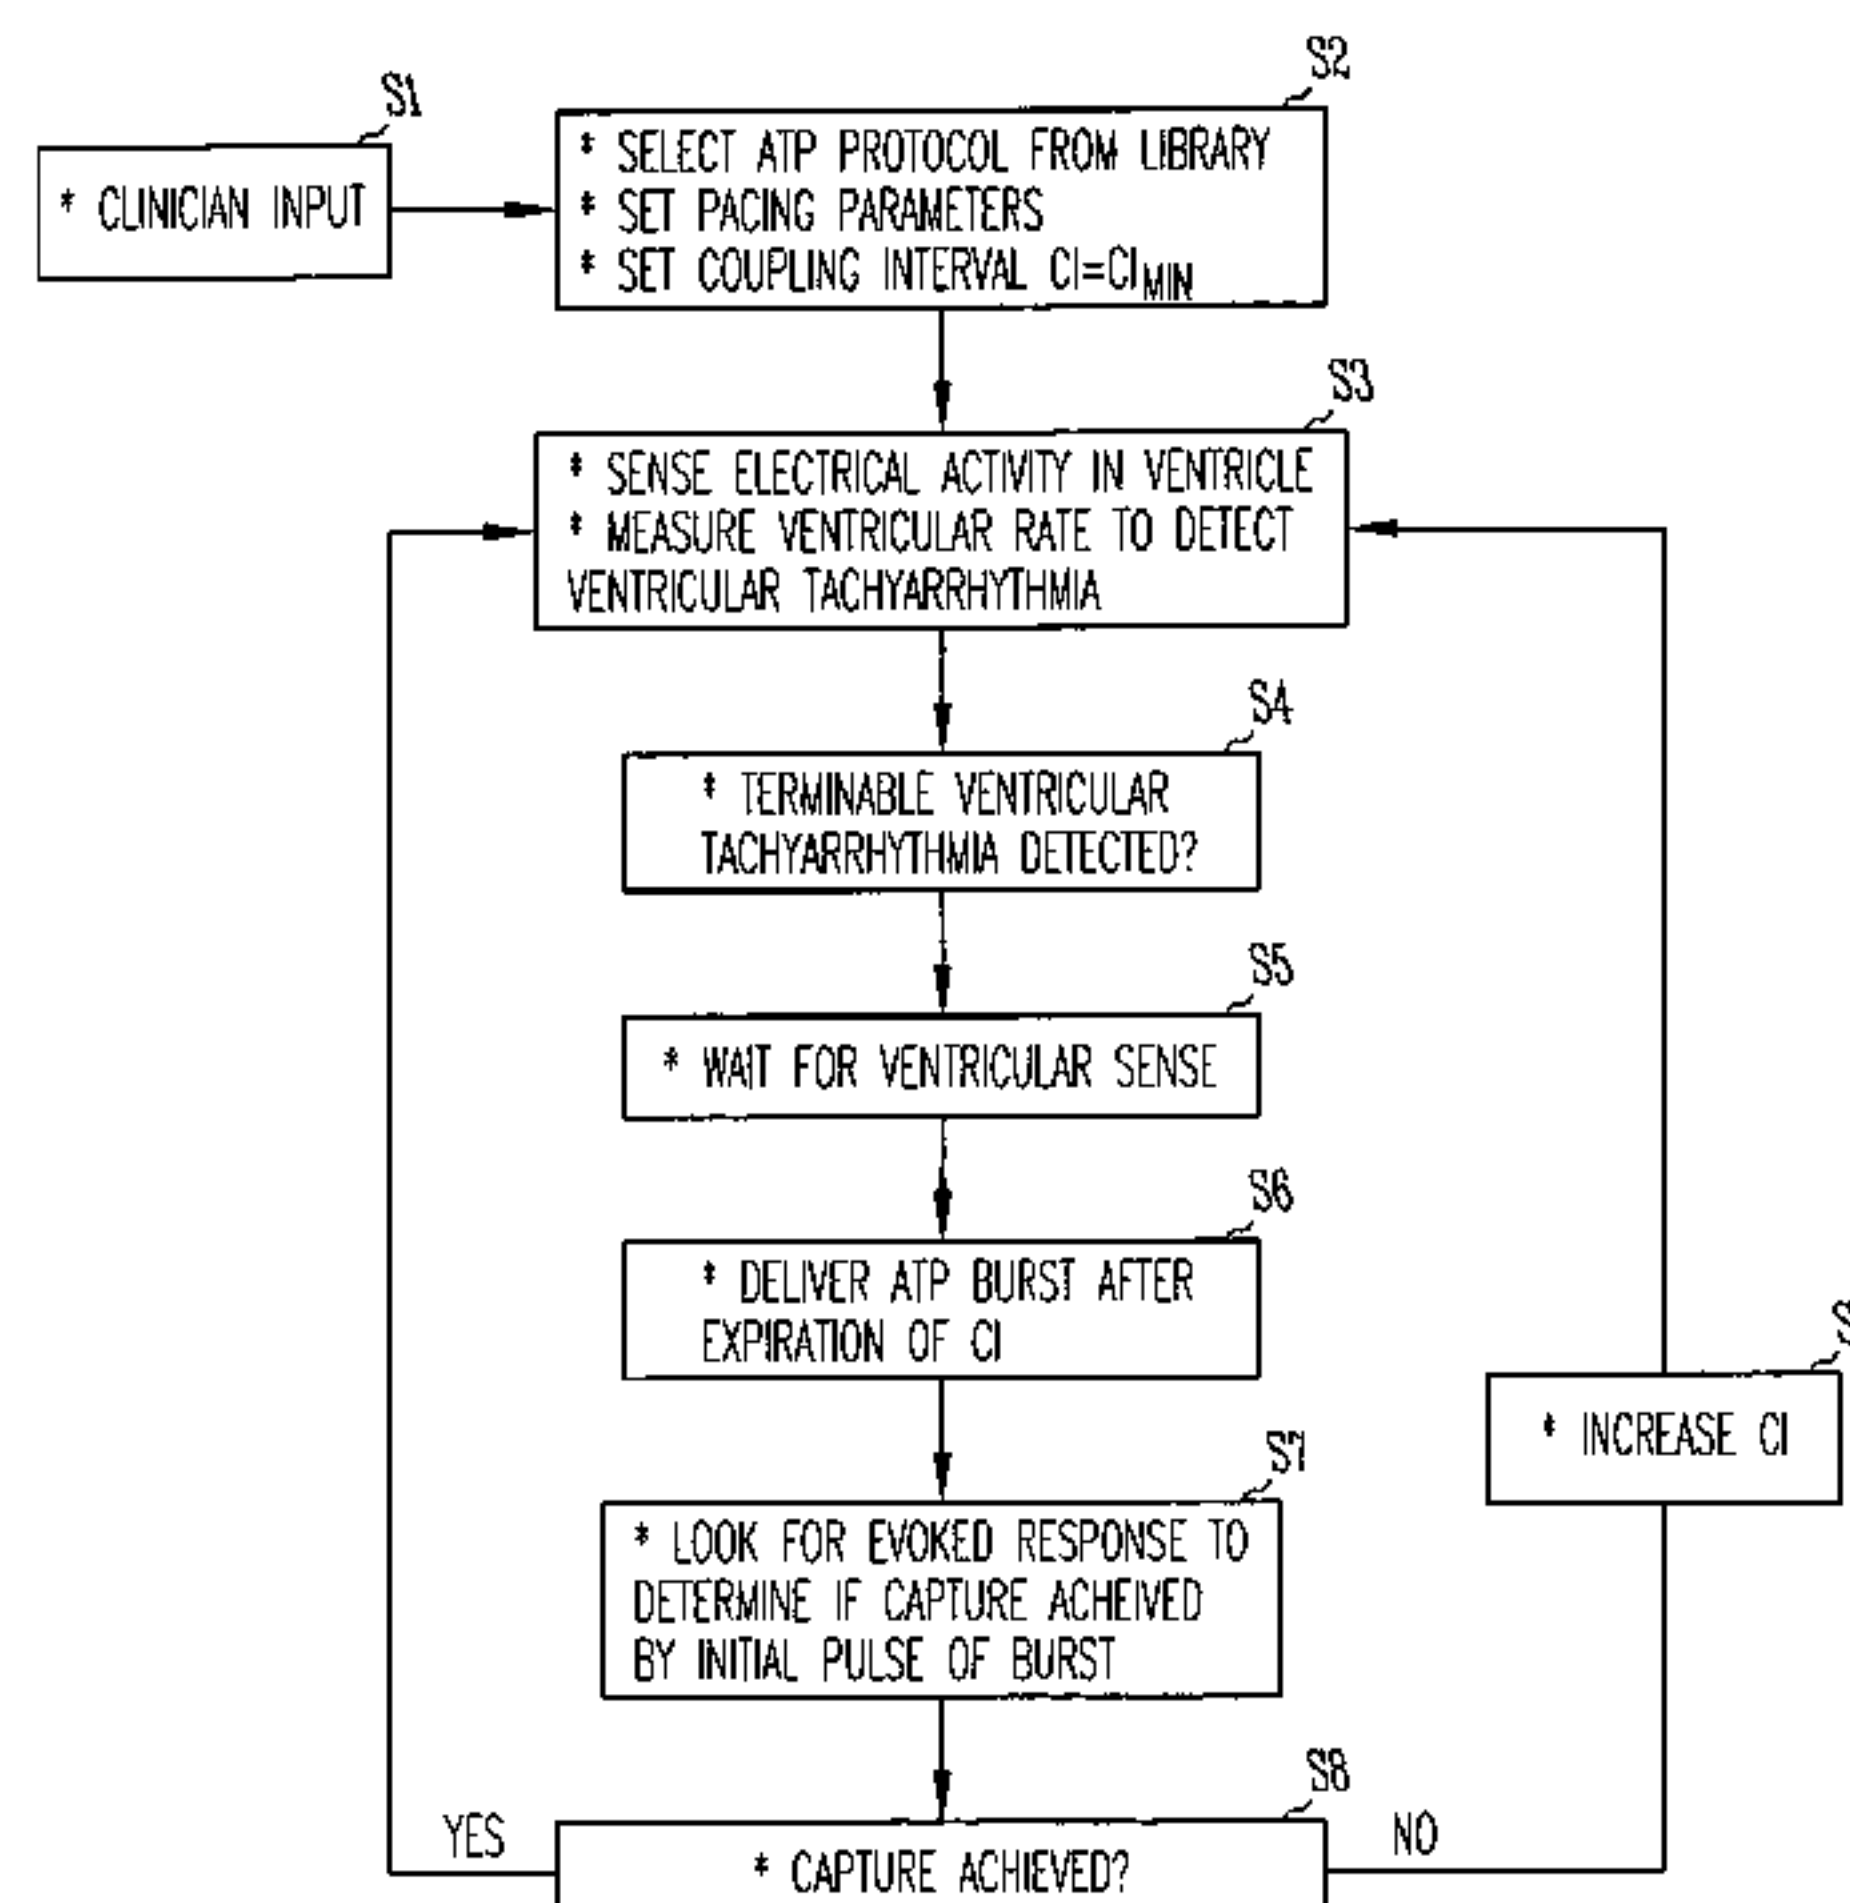 S1
* CLINICIAN INPUT
S2
* SELECT ATP PROTOCOL FROM LIBRARY
* SET PACING PARAMETERS
* SET COUPLING INTERVAL CI=CIMIN
S3
* SENSE ELECTRICAL ACTIVITY IN VENTRICLE
* MEASURE VENTRICULAR RATE TO DETECT
VENTRICULAR TACHYARRHYTHMIA
S4
* TERMINABLE VENTRICULAR
TACHYARRHYTHMIA DETECTED?
S5
* WAIT FOR VENTRICULAR SENSE
S6
* DELIVER ATP BURST AFTER
EXPIRATION OF CI
* INCREASE CI
S7
* LOOK FOR EVOKED RESPONSE TO
DETERMINE IF CAPTURE ACHEIVED
BY INITIAL PULSE OF BURST
S8
YES
* CAPTURE ACHIEVED?
NO